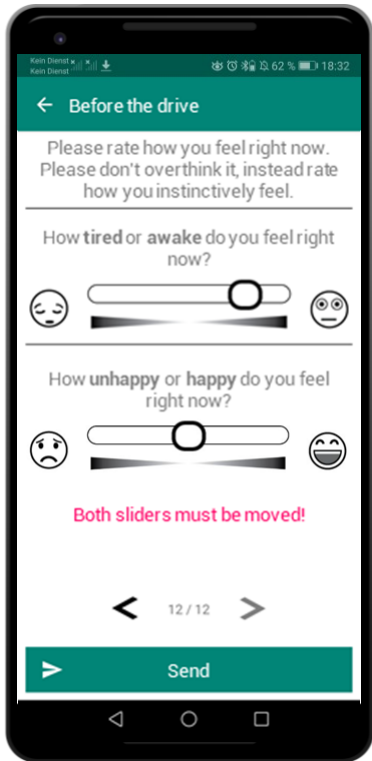 Kein Dienst
Kein Dienst
62 % 18:32
Before the drive
Please rate how you feel right now.
Please don't overthink it, instead rate
how you instinctively feel.
How tired or awake do you feel right
now?
How unhappy or happy do you feel
right now?
Both sliders must be moved!
12 / 12
Send